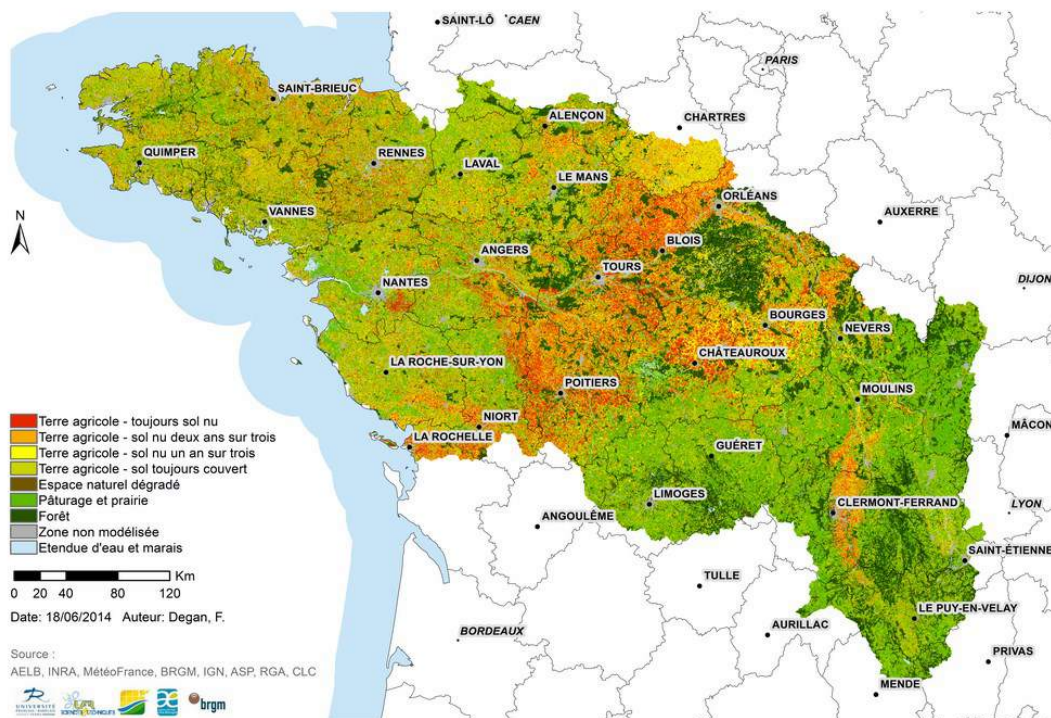 SAINT-LÔ
CAEN
PARIS
SAINT-BRIEUC
ALENÇON
CHARTRES
QUIMPER
RENNES
LAVAL
LE MANS
ORLÉANS
VANNES
AUXERRE
N
ANGERS
BLOIS
TOURS
DIJON
NANTES
BOURGES
NEVERS
LA ROCHE-SUR-YON
CHÂTEAUROUX
POITIERS
MOULINS
NIORT
LA ROCHELLE
MÂCON
GUÉRET
LIMOGES
CLERMONT-FERRAND
LYON
ANGOULÊME
SAINT-ÉTIENNE
TULLE
LE PUY-EN-VELAY
AURILLAC
BORDEAUX
PRIVAS
MENDE
Terre agricole - toujours sol nu
Terre agricole - sol nu deux ans sur trois
Terre agricole - sol nu un an sur trois
Terre agricole - sol toujours couvert
Espace naturel dégradé
Pâturage et prairie
Forêt
Zone non modélisée
Etendue d'eau et marais
Km
0 20 40 80 120
Date: 18/06/2014 Auteur: Degan, F.
Source :
AELB, INRA, MétéoFrance, BRGM, IGN, ASP, RGA, CLC
UNIVERSITÉ
brgm